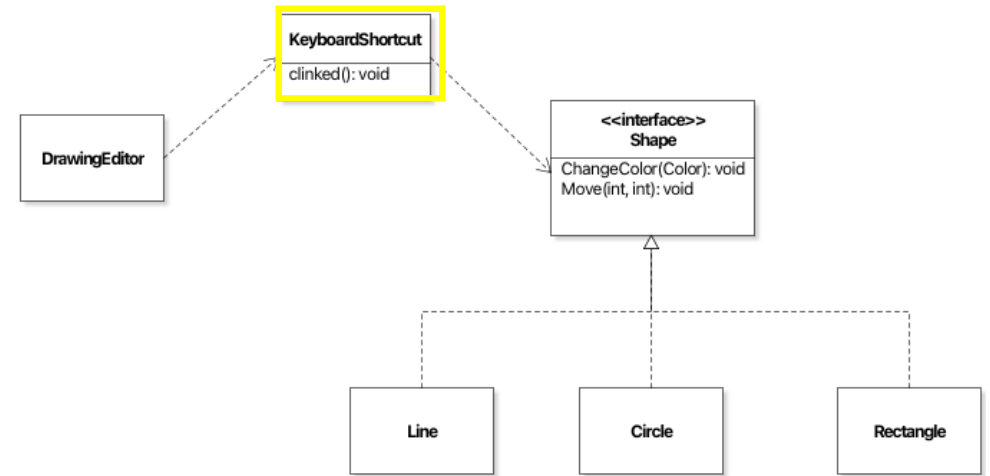 KeyboardShortcut
clinked(): void
DrawingEditor
<<interface>>
Shape
ChangeColor(Color): void
Move(int, int): void
Line
Circle
Rectangle